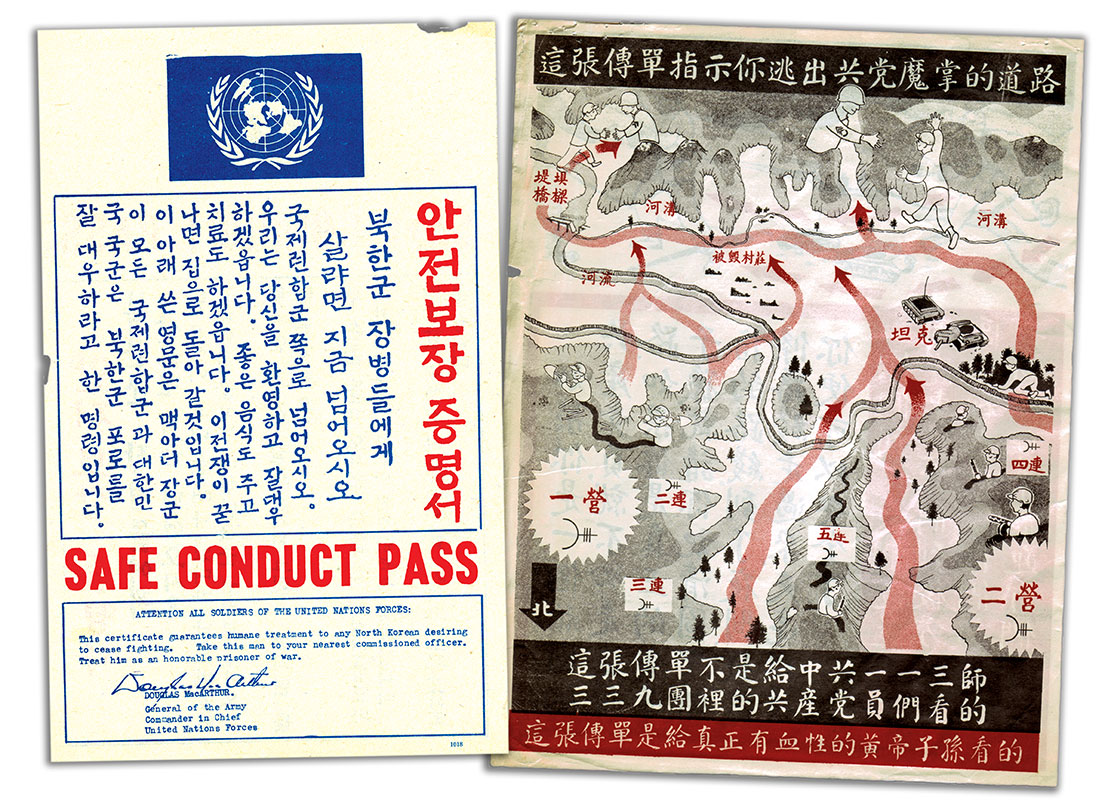 안전보장 증명서
북한군 장병들에게
살랴면 지금 넘어오시오
국제련합군 쪽으로 넘어오시오.
우리는 당신을 환영하고 잘대우
하겠읍니다. 좋은 음식도 주고
치료도 하겠읍니다. 이전쟁이 끝
나면 집으로 돌아 갈것입니다.
이 아래 쓴 영문은 맥아더 장군
이 모든 국제련합군과 대한민
국 국군은 북한군 포로를
잘 대우하라고 한 명령입니다.
SAFE CONDUCT PASS
ATTENTION ALL SOLDIERS OF THE UNITED NATIONS FORCES:
This certificate guarantees humane treatment to any North Korean desiring
to cease fighting. Take this man to your nearest commissioned officer.
Treat him as an honorable prisoner of war.
Douglas MacArthur
DOUGLAS MacARTHUR.
General of the Army
Commander in Chief
United Nations Forces
1018
這張傳單指示你逃出共党魔掌的道路
堤垻
橋樑
河溝
河溝
被毀村莊
河流
坦克
四連
一營
二連
五連
三連
二營
北
這張傳單不是給中共一一三師
三三九團裡的共產党員們看的
這張傳單是給真正有血性的黄帝子孫看的